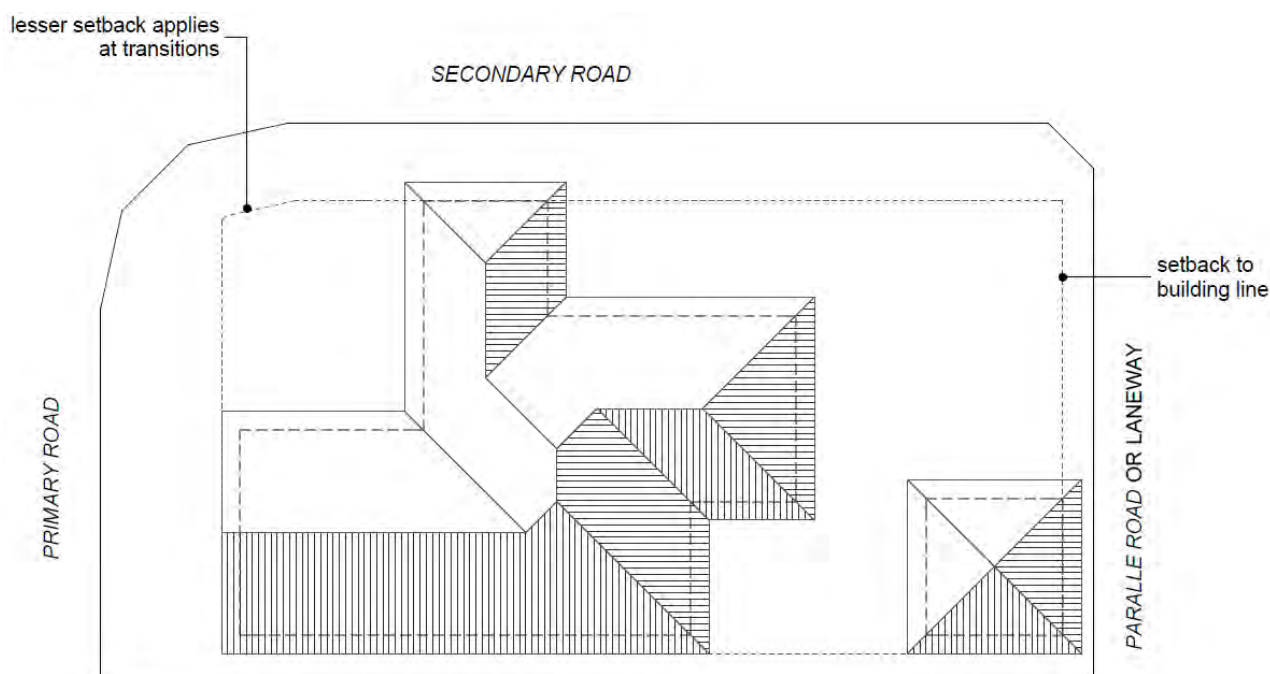 lesser setback applies
at transitions
SECONDARY ROAD
setback to
building line
PRIMARY ROAD
PARALLE ROAD OR LANEWAY